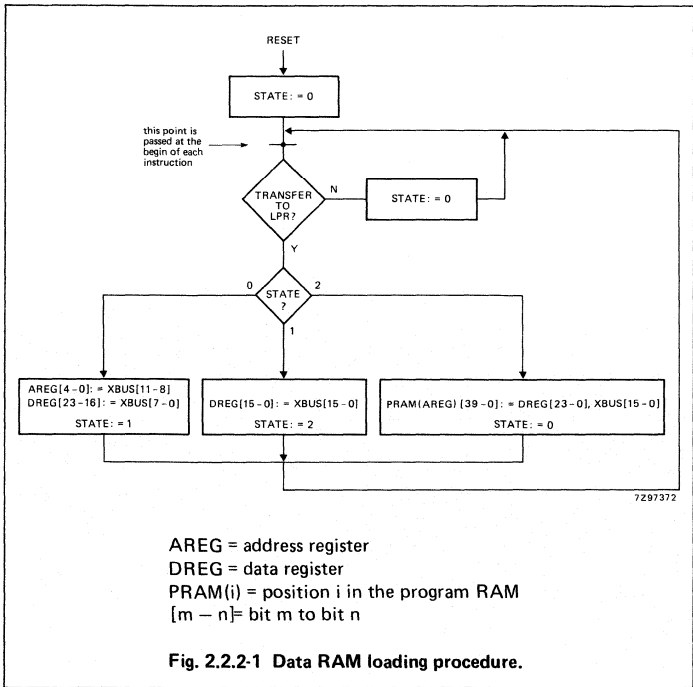 RESET
STATE: = 0
this point is
passed at the
begin of each
instruction
TRANSFER
TO
LPR?
N
STATE: = 0
Y
0
STATE
?
2
1
AREG[4-0]: = XBUS[11-8]
DREG[23-16]: = XBUS[7-0]
STATE: = 1
DREG[15-0]: = XBUS[15-0]
STATE: = 2
PRAM(AREG) [39-0]: = DREG[23-0], XBUS[15-0]
STATE: = 0
7Z97372
AREG = address register
DREG = data register
PRAM(i) = position i in the program RAM
[m — n]= bit m to bit n
Fig. 2.2.2-1 Data RAM loading procedure.